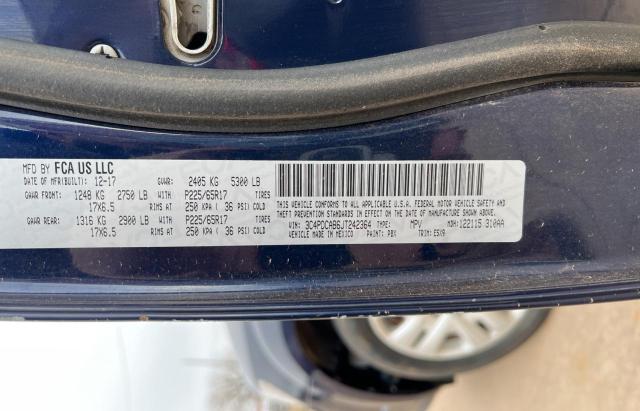 MFD BY FCA US LLC
DATE OF MFR(BUILT): 12-17 GVWR: 2405 KG 5300 LB
GAWR FRONT: 1248 KG 2750 LB WITH P225/65R17 TIRES
17X6.5 RIMS AT 250 KPA ( 36 PSI) COLD
GAWR REAR: 1316 KG 2900 LB WITH P225/65R17 TIRES
17X6.5 RIMS AT 250 KPA ( 36 PSI) COLD
THIS VEHICLE CONFORMS TO ALL APPLICABLE U.S.A. FEDERAL MOTOR VEHICLE SAFETY AND
THEFT PREVENTION STANDARDS IN EFFECT ON THE DATE OF MANUFACTURE SHOWN ABOVE.
VIN: 3C4PDCAB6JT242364 MPV MDH: 122115 310AA
VEHICLE MADE IN MEXICO PAINT: PBX TRIM: E5X9